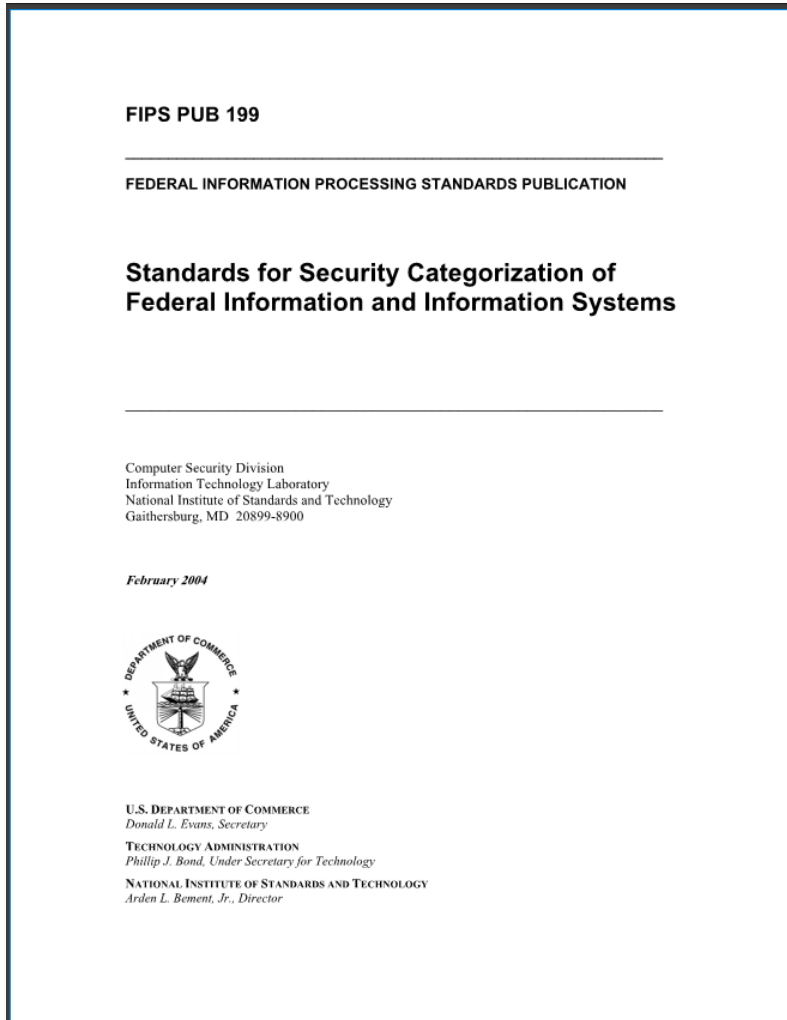 FIPS PUB 199
FEDERAL INFORMATION PROCESSING STANDARDS PUBLICATION
Standards for Security Categorization of
Federal Information and Information Systems
Computer Security Division
Information Technology Laboratory
National Institute of Standards and Technology
Gaithersburg, MD 20899-8900
February 2004
DEPARTMENT OF COMMERCE
UNITED STATES OF AMERICA
U.S. DEPARTMENT OF COMMERCE
Donald L. Evans, Secretary
TECHNOLOGY ADMINISTRATION
Phillip J. Bond, Under Secretary for Technology
NATIONAL INSTITUTE OF STANDARDS AND TECHNOLOGY
Arden L. Bement, Jr., Director